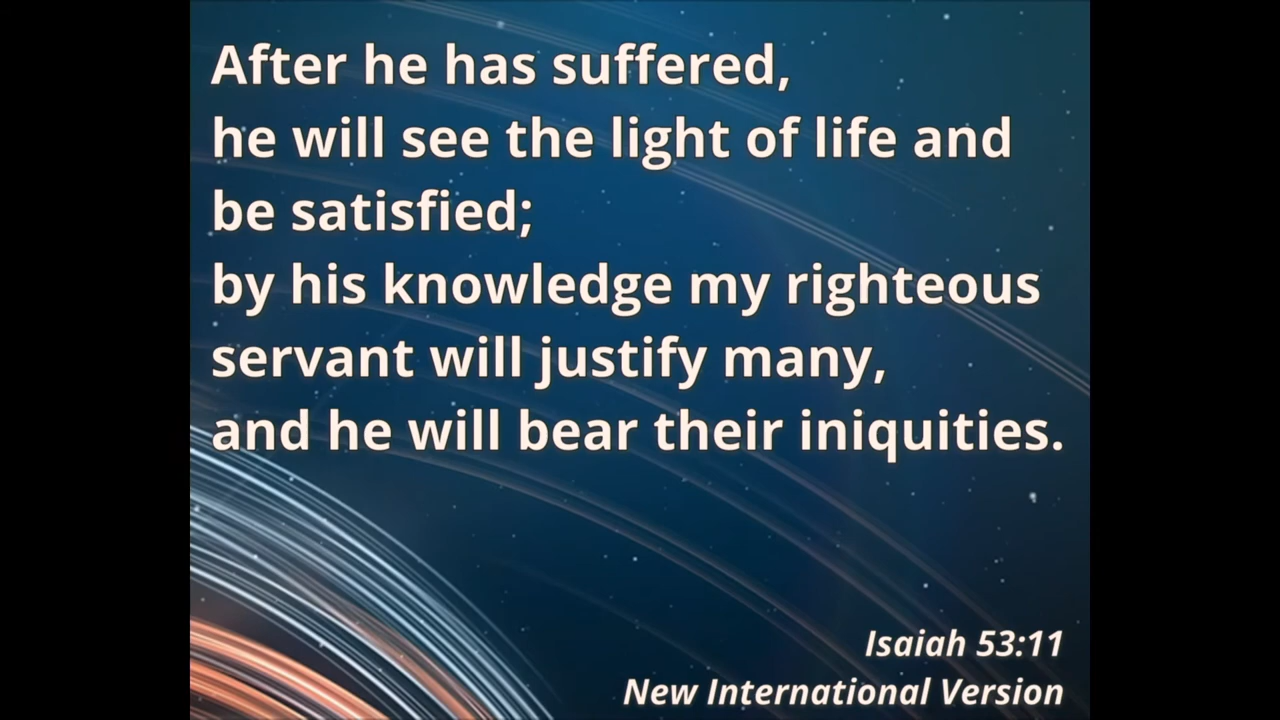 After he has suffered,
he will see the light of life and
be satisfied;
by his knowledge my righteous
servant will justify many,
and he will bear their iniquities.
Isaiah 53:11
New International Version